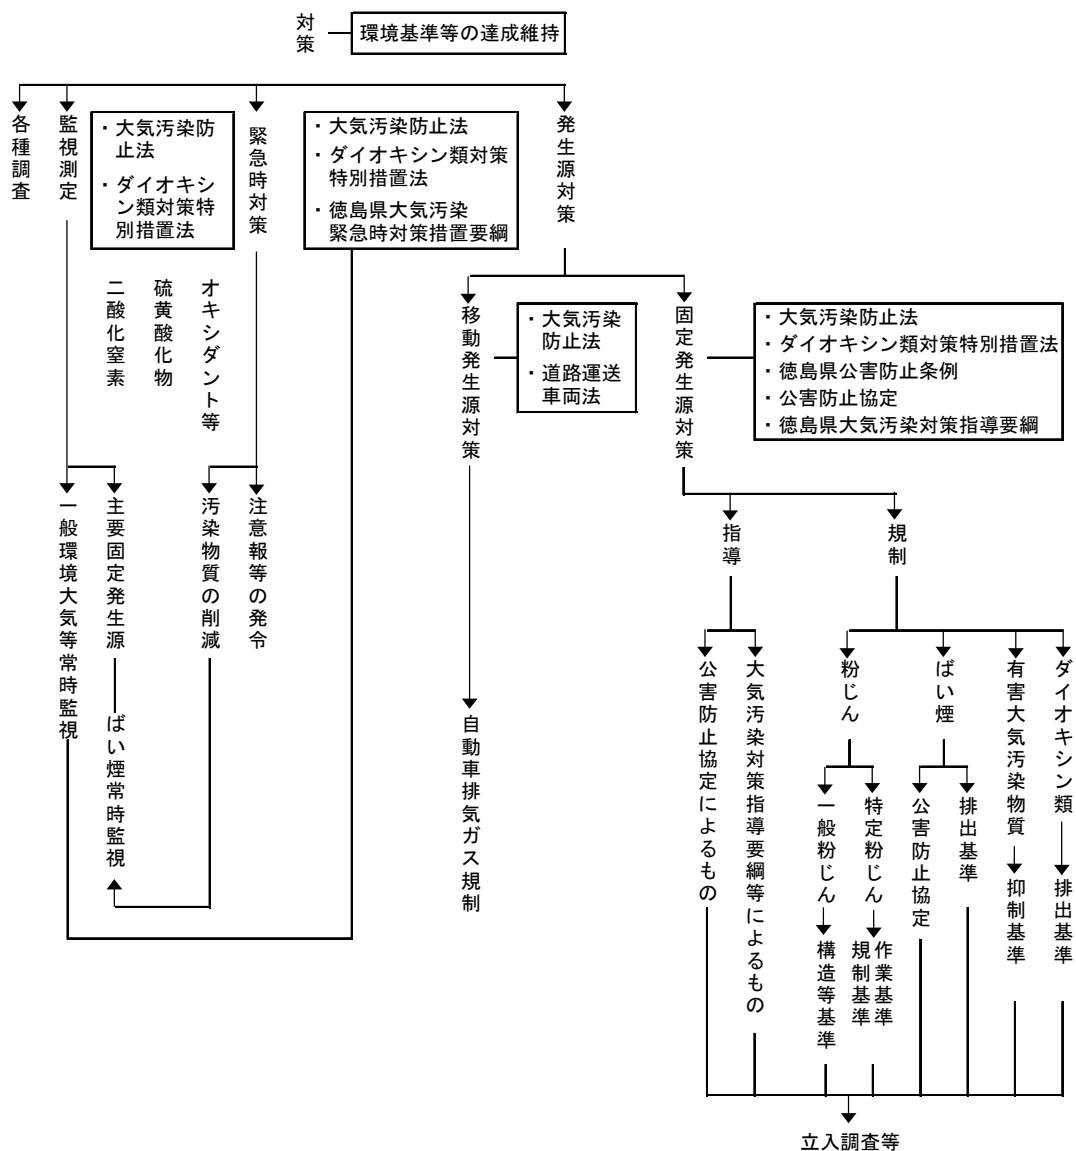 対策
環境基準等の達成維持
各種調査
監視測定
・大気汚染防
止法
・ダイオキシ
ン類対策特
別措置法
緊急時対策
・大気汚染防止法
・ダイオキシン類対策
特別措置法
・徳島県大気汚染
緊急時対策措置要綱
発生源対策
二酸化窒素
硫黄酸化物
オキシダント等
移動発生源対策
・大気汚染
防止法
・道路運送
車両法
固定発生源対策
・大気汚染防止法
・ダイオキシン類対策特別措置法
・徳島県公害防止条例
・公害防止協定
・徳島県大気汚染対策指導要綱
一般環境大気等常時監視
主要固定発生源
ばい煙常時監視
汚染物質の削減
注意報等の発令
自動車排気ガス規制
指導
規制
公害防止協定によるもの
大気汚染対策指導要綱等によるもの
粉じん
ばい煙
有害大気汚染物質
ダイオキシン類
一般粉じん
特定粉じん
公害防止協定
排出基準
抑制基準
排出基準
構造等基準
作業基準
規制基準
立入調査等